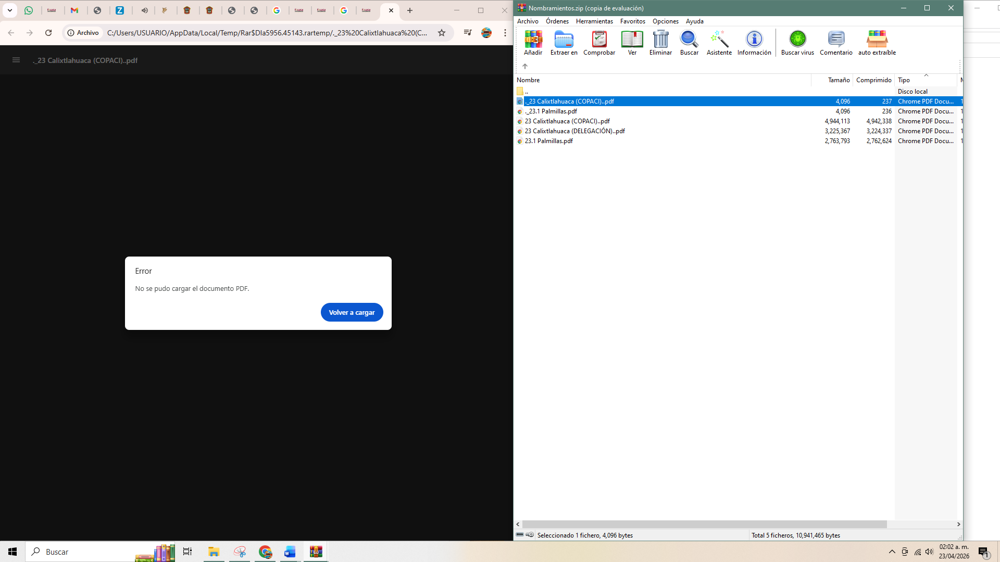 Archivo
C:/Users/USUARIO/AppData/Local/Temp/Rar$DIa5956.45143.rartemp/._23%20Calixtlahuaca%20(C...
._23 Calixtlahuaca (COPACI)..pdf
Error
No se pudo cargar el documento PDF.
Volver a cargar
Nombramientos.zip (copia de evaluación)
Archivo Órdenes Herramientas Favoritos Opciones Ayuda
Añadir Extraer en Comprobar Ver Eliminar Buscar Asistente Información Buscar virus Comentario auto extraíble
Nombre Tamaño Comprimido Tipo
.. Disco local
._23 Calixtlahuaca (COPACI)..pdf 4,096 237 Chrome PDF Docu... 1
._23.1 Palmillas.pdf 4,096 236 Chrome PDF Docu... 1
23 Calixtlahuaca (COPACI)..pdf 4,944,113 4,942,338 Chrome PDF Docu... 1
23 Calixtlahuaca (DELEGACIÓN)..pdf 3,225,367 3,224,337 Chrome PDF Docu... 1
23.1 Palmillas.pdf 2,763,793 2,762,624 Chrome PDF Docu... 1
Seleccionado 1 fichero, 4,096 bytes
Total 5 ficheros, 10,941,465 bytes
Buscar
02:02 a. m.
23/04/2026
1